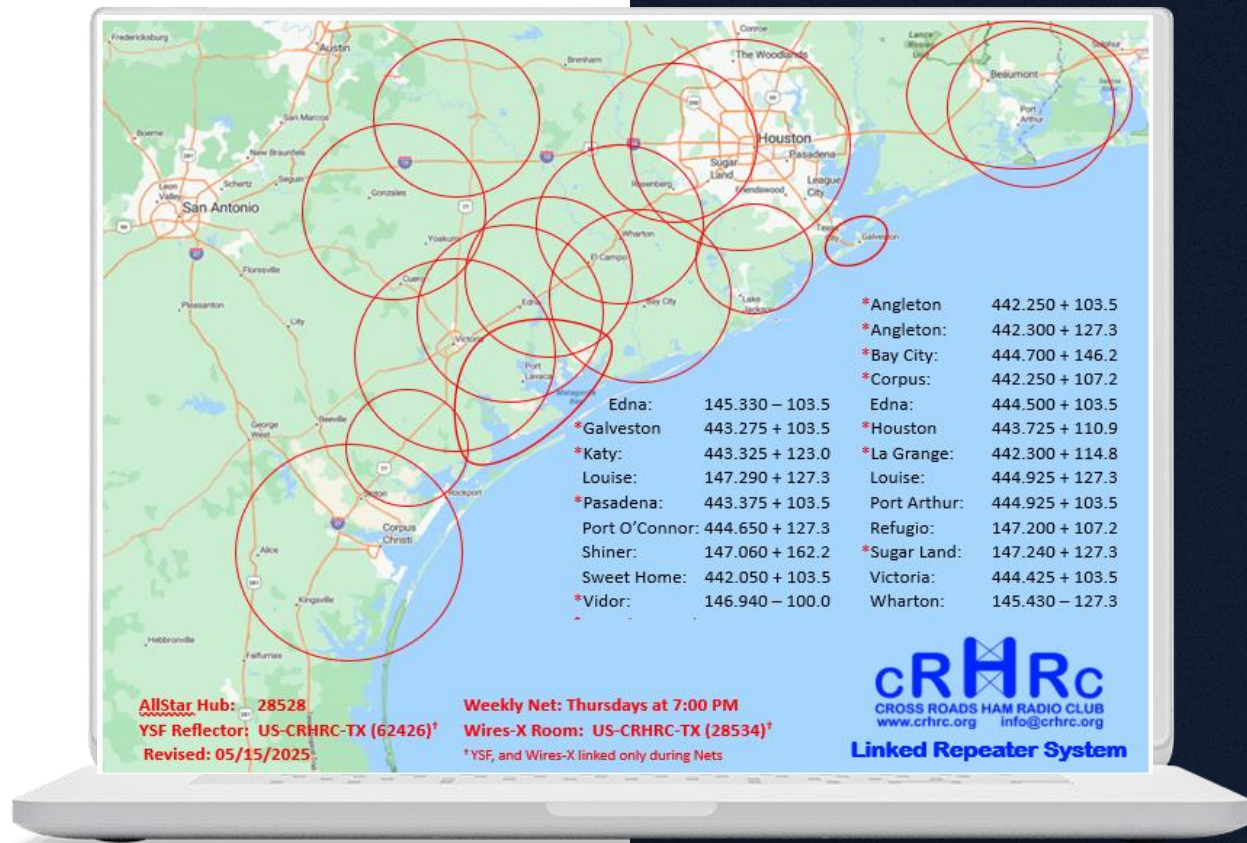 Fredericksburg
Austin
Brenham
Conroe
The Woodlands
Lance
Beaumont
Sulphur
Port
Arthur
Boerne
San Marcos
New Braunfels
Seguin
Schertz
Leon
Valley
San Antonio
Gonzales
Houston
Pasadena
Sugar
Land
Rosenberg
Friendswood
League
City
Texas
City
Galveston
Yoakum
Wharton
El Campo
Cuero
Floresville
Pleasanton
City
Edna
Bay City
Lake
Jackson
Victoria
Port
Lavaca
Matagorda
Bay
George
West
Beeville
Sinton
Rockport
Corpus
Christi
Alice
Kingsville
Hebbronville
Falfurrias
*Angleton 442.250 + 103.5
*Angleton: 442.300 + 127.3
*Bay City: 444.700 + 146.2
*Corpus: 442.250 + 107.2
Edna: 145.330 – 103.5 Edna: 444.500 + 103.5
*Galveston 443.275 + 103.5 *Houston 443.725 + 110.9
*Katy: 443.325 + 123.0 *La Grange: 442.300 + 114.8
Louise: 147.290 + 127.3 Louise: 444.925 + 127.3
*Pasadena: 443.375 + 103.5 Port Arthur: 444.925 + 103.5
Port O’Connor: 444.650 + 127.3 Refugio: 147.200 + 107.2
Shiner: 147.060 + 162.2 *Sugar Land: 147.240 + 127.3
Sweet Home: 442.050 + 103.5 Victoria: 444.425 + 103.5
*Vidor: 146.940 – 100.0 Wharton: 145.430 – 127.3
AllStar Hub: 28528 Weekly Net: Thursdays at 7:00 PM
YSF Reflector: US-CRHRC-TX (62426)† Wires-X Room: US-CRHRC-TX (28534)†
Revised: 05/15/2025 †YSF, and Wires-X linked only during Nets
cRHRc
CROSS ROADS HAM RADIO CLUB
www.crhrc.org info@crhrc.org
Linked Repeater System